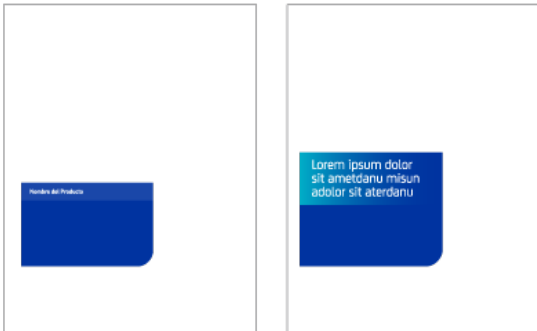 Nombre del Producto
Lorem ipsum dolor
sit ametdanu misun
adolor sit aterdanu